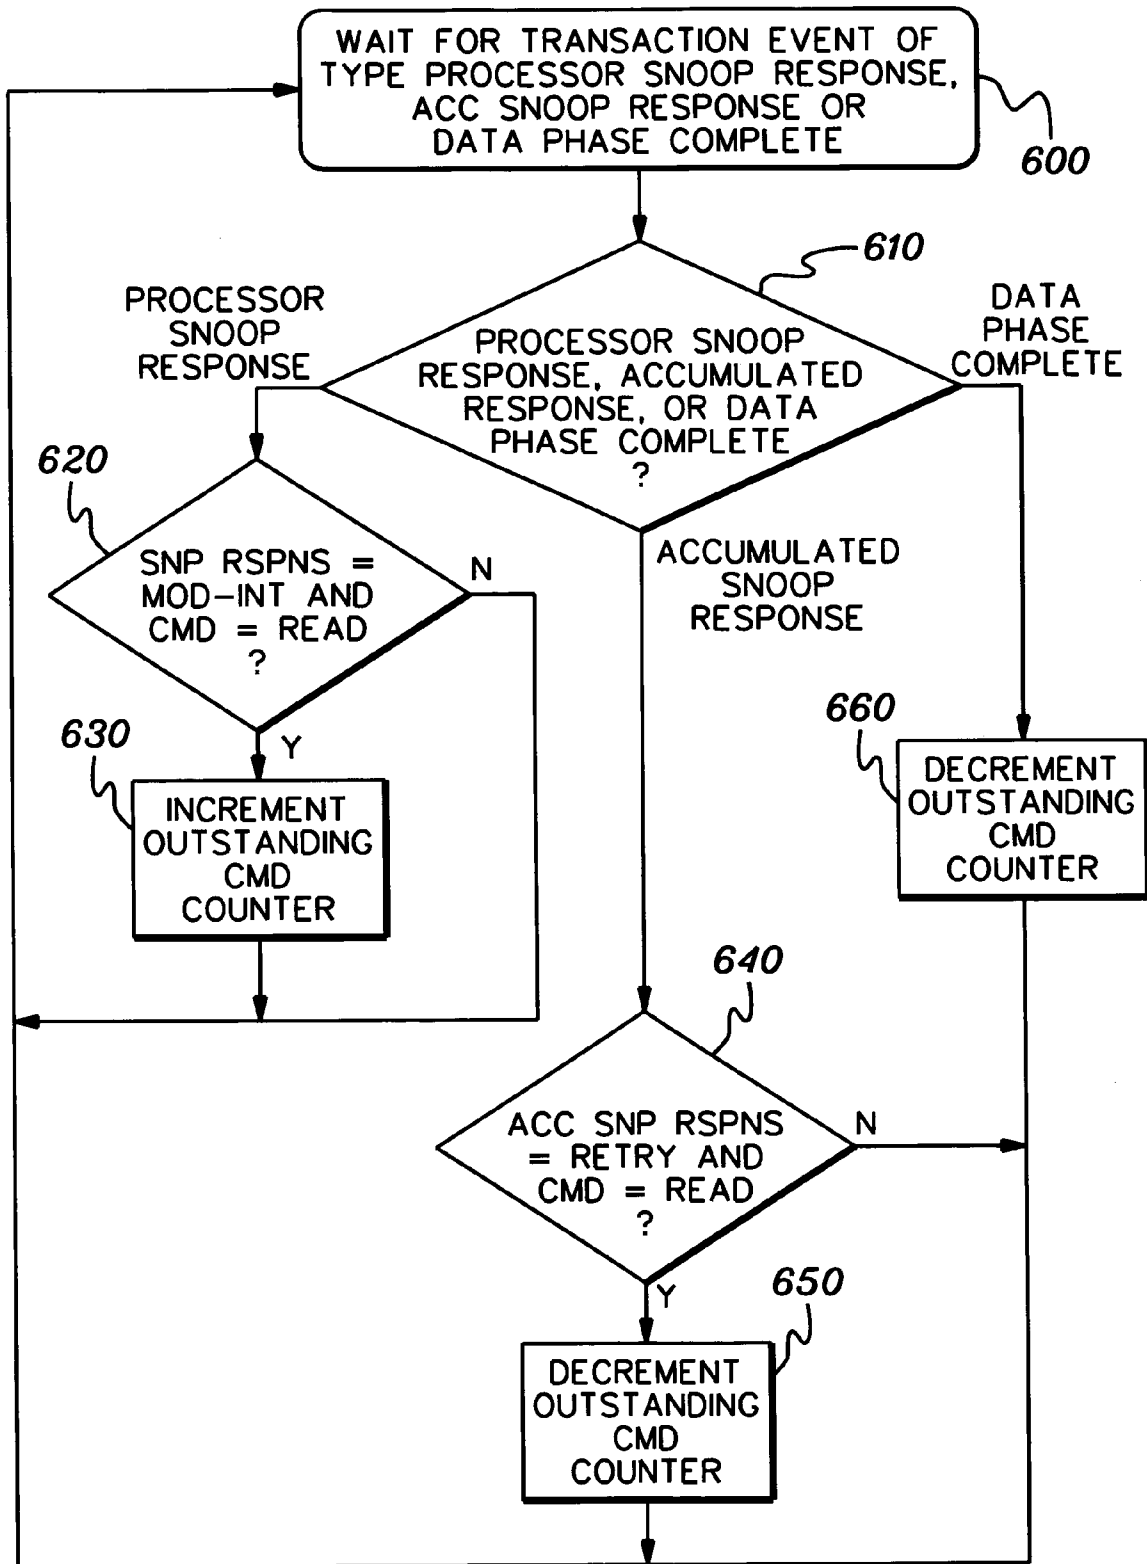 WAIT FOR TRANSACTION EVENT OF
TYPE PROCESSOR SNOOP RESPONSE,
ACC SNOOP RESPONSE OR
DATA PHASE COMPLETE
600
610
PROCESSOR
SNOOP
RESPONSE
PROCESSOR SNOOP
RESPONSE, ACCUMULATED
RESPONSE, OR DATA
PHASE COMPLETE
?
DATA
PHASE
COMPLETE
620
SNP RSPNS =
MOD-INT AND
CMD = READ
?
N
Y
ACCUMULATED
SNOOP
RESPONSE
630
INCREMENT
OUTSTANDING
CMD
COUNTER
660
DECREMENT
OUTSTANDING
CMD
COUNTER
640
ACC SNP RSPNS
= RETRY AND
CMD = READ
?
N
Y
650
DECREMENT
OUTSTANDING
CMD
COUNTER